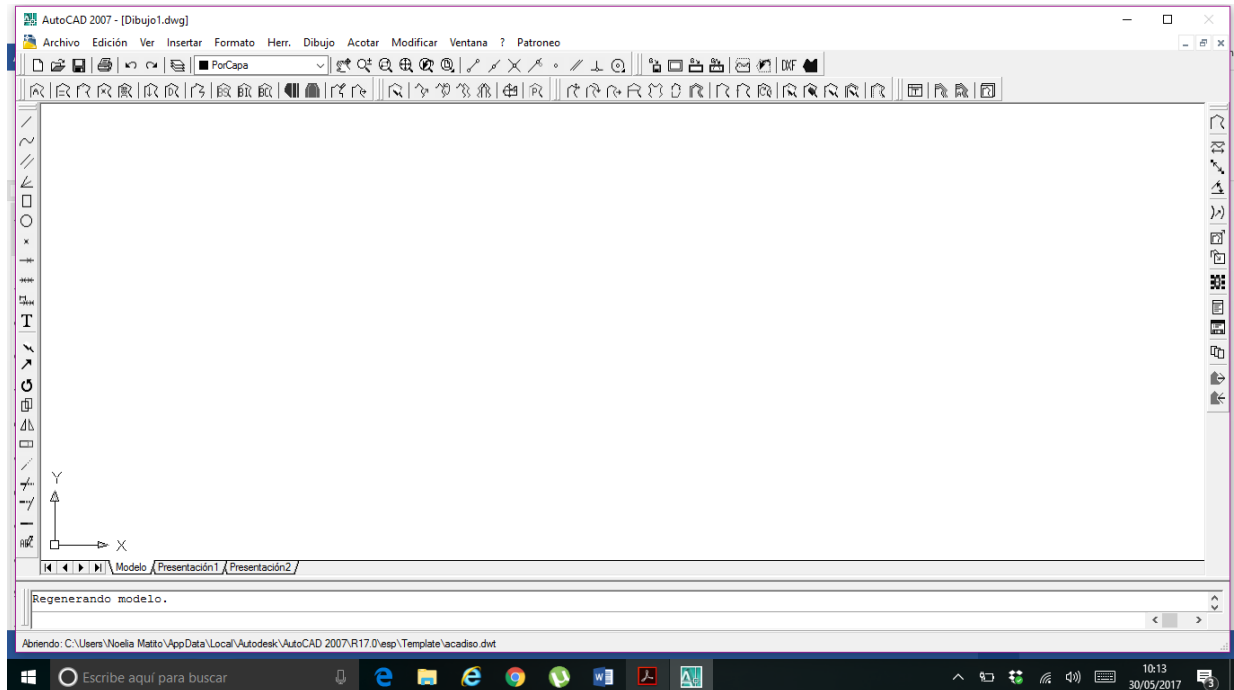 AutoCAD 2007 - [Dibujo1.dwg]
Archivo Edición Ver Insertar Formato Herr. Dibujo Acotar Modificar Ventana ? Patroneo
PorCapa
DXF
T
Y
X
Modelo Presentación1 Presentación2
Regenerando modelo.
Abriendo: C:\Users\Noelia Matito\AppData\Local\Autodesk\AutoCAD 2007\R17.0\esp\Template\acadiso.dwt
Escribe aquí para buscar
10:13
30/05/2017